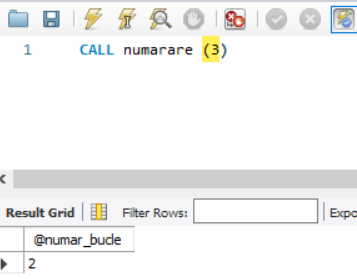 1 CALL numarare (3)
Result Grid Filter Rows: Expo
@numar_bucle
2